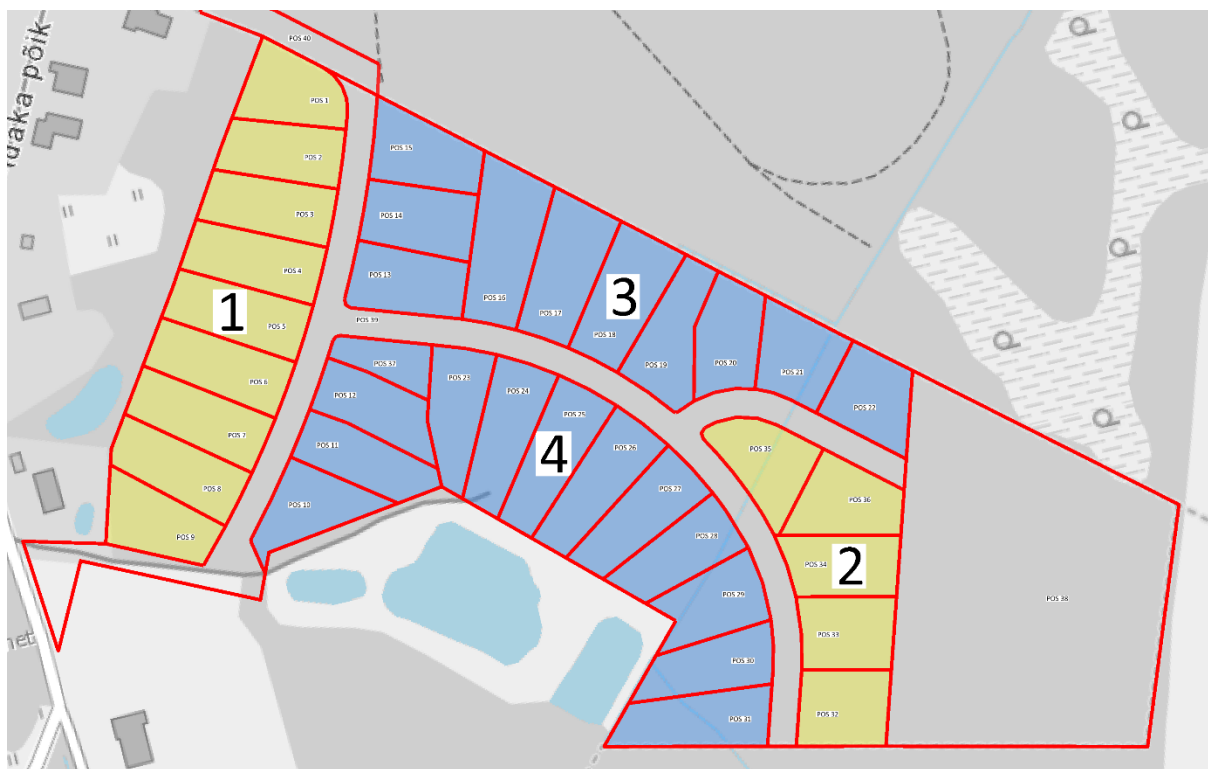 POS 40
daka põik
POS 1
POS 15
POS 2
POS 14
POS 3
POS 13
POS 4
POS 16
POS 17
3
POS 18
1
POS 5
POS 39
POS 37
POS 19
POS 20
POS 21
POS 6
POS 12
POS 23
POS 24
POS 25
POS 22
POS 7
POS 11
4
POS 26
POS 35
POS 8
POS 10
POS 27
POS 36
POS 9
POS 28
POS 34
2
POS 29
POS 38
POS 33
POS 30
POS 31
POS 32